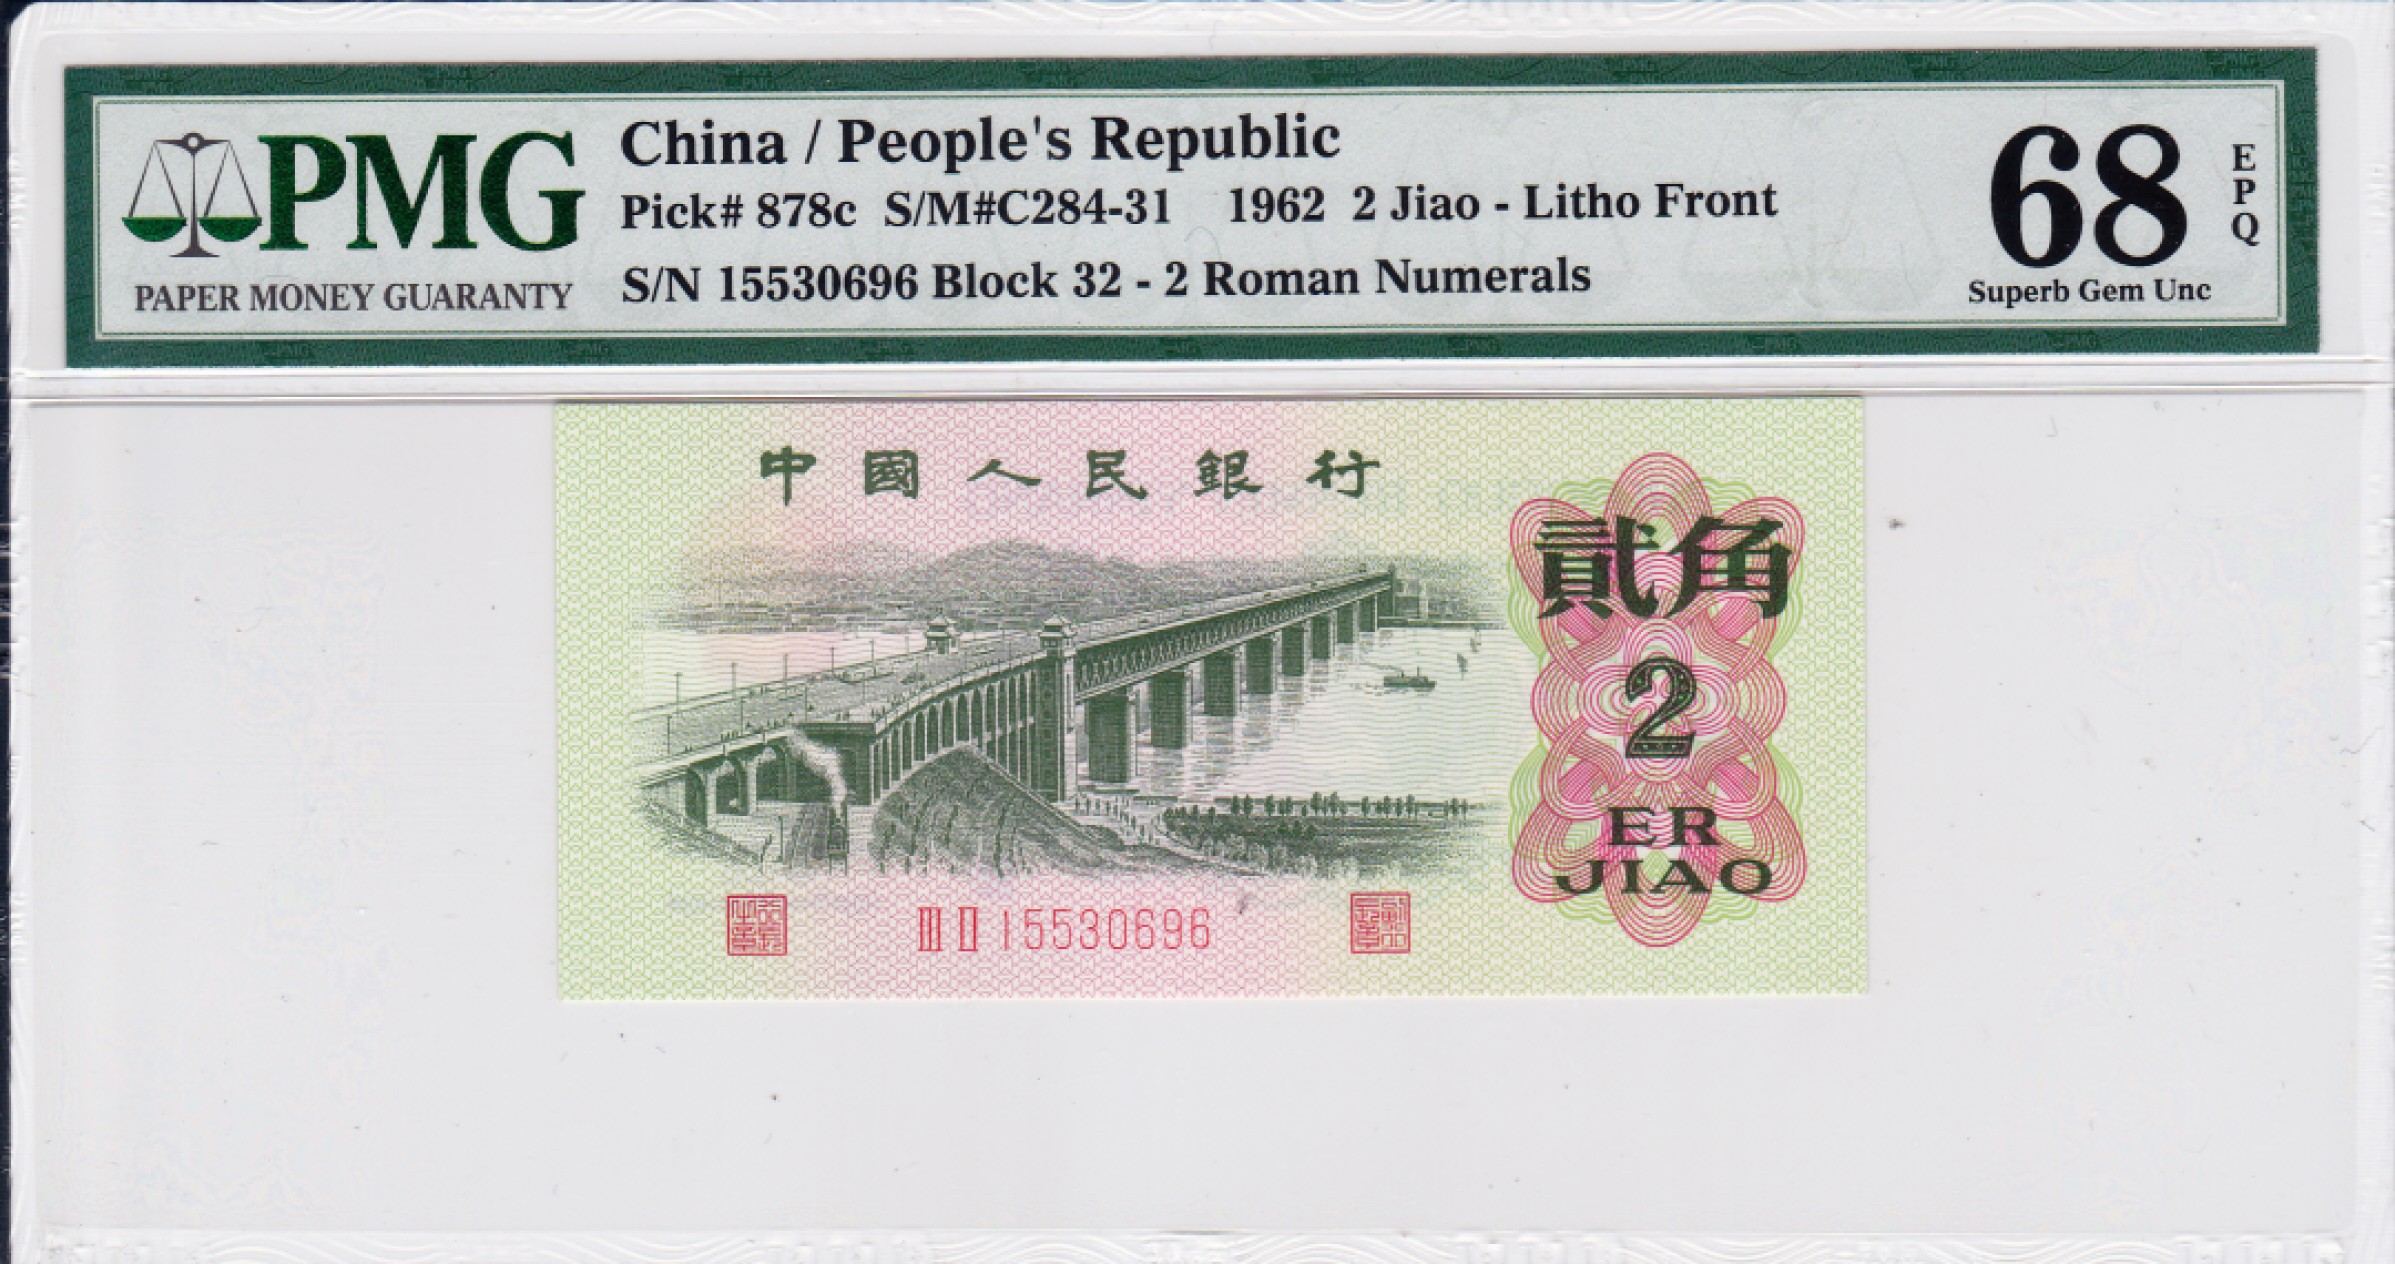 PMG
PAPER MONEY GUARANTY
China / People's Republic
Pick# 878c S/M#C284-31 1962 2 Jiao - Litho Front
S/N 15530696 Block 32 - 2 Roman Numerals
68
EPQ
Superb Gem Unc
中國人民銀行
貳角
2
ER
JIAO
III II 15530696